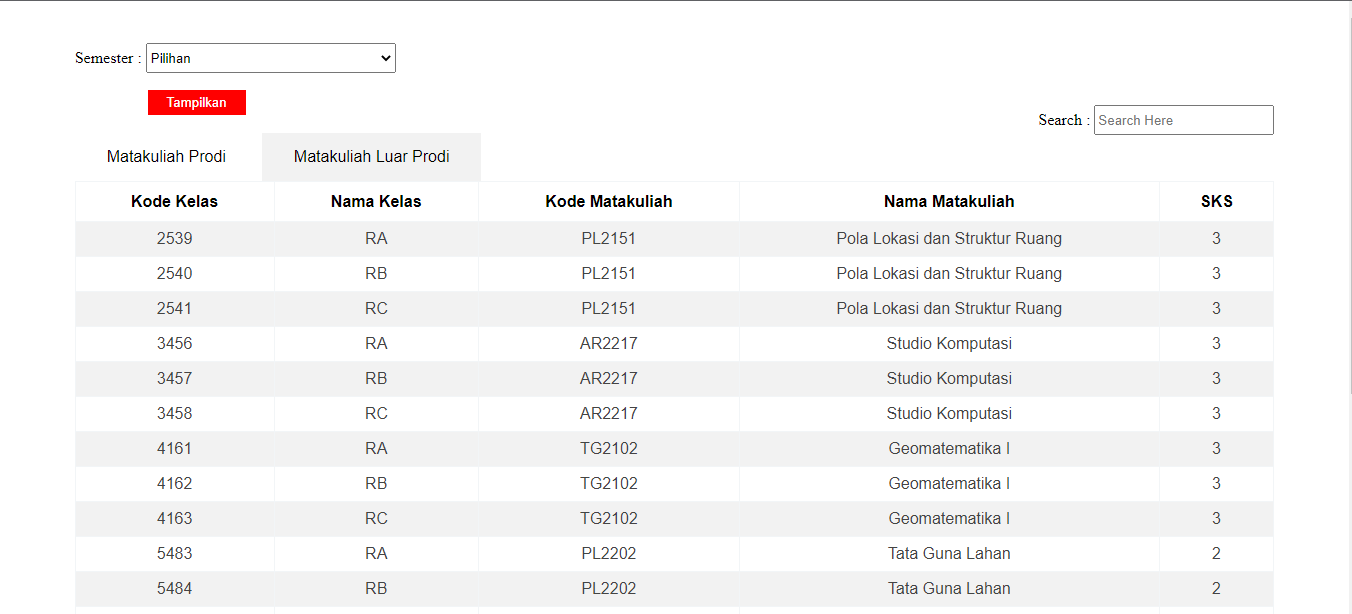 Semester : Pilihan
Tampilkan
Search : Search Here
Matakuliah Prodi Matakuliah Luar Prodi
Kode Kelas Nama Kelas Kode Matakuliah Nama Matakuliah SKS
2539 RA PL2151 Pola Lokasi dan Struktur Ruang 3
2540 RB PL2151 Pola Lokasi dan Struktur Ruang 3
2541 RC PL2151 Pola Lokasi dan Struktur Ruang 3
3456 RA AR2217 Studio Komputasi 3
3457 RB AR2217 Studio Komputasi 3
3458 RC AR2217 Studio Komputasi 3
4161 RA TG2102 Geomatematika I 3
4162 RB TG2102 Geomatematika I 3
4163 RC TG2102 Geomatematika I 3
5483 RA PL2202 Tata Guna Lahan 2
5484 RB PL2202 Tata Guna Lahan 2